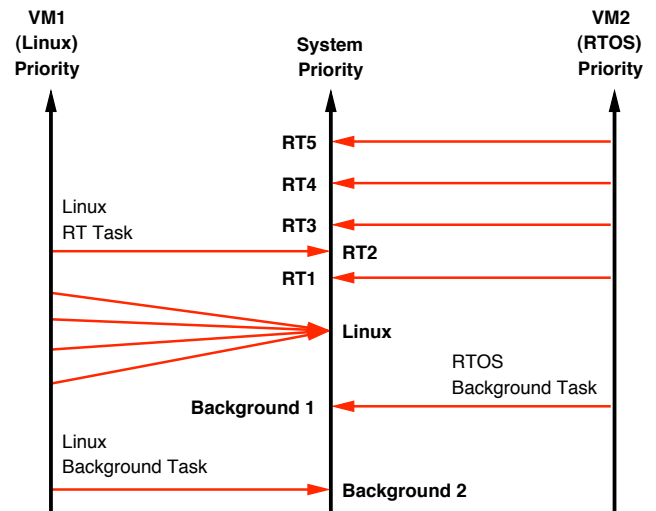 VM1
(Linux)
Priority
System
Priority
VM2
(RTOS)
Priority
RT5
RT4
Linux
RT Task
RT3
RT2
RT1
Linux
RTOS
Background Task
Background 1
Linux
Background Task
Background 2